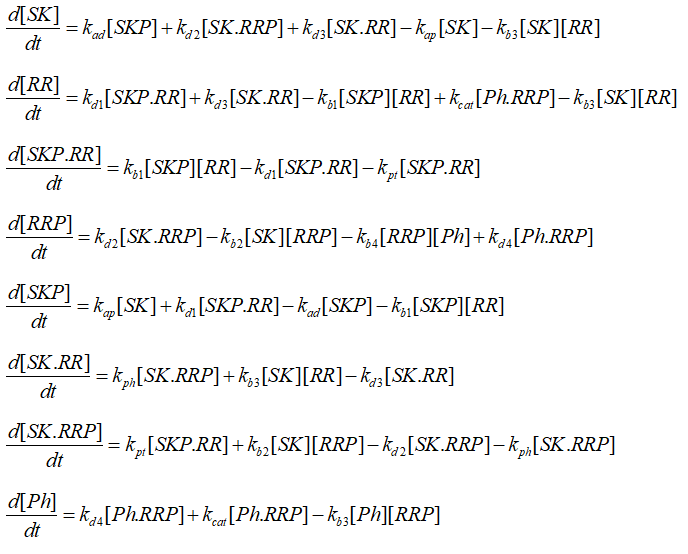 d[SK]/dt = k_ad[SKP] + k_d2[SK.RRP] + k_d3[SK.RR] − k_ap[SK] − k_b3[SK][RR]
d[RR]/dt = k_d1[SKP.RR] + k_d3[SK.RR] − k_b1[SKP][RR] + k_cat[Ph.RRP] − k_b3[SK][RR]
d[SKP.RR]/dt = k_b1[SKP][RR] − k_d1[SKP.RR] − k_pt[SKP.RR]
d[RRP]/dt = k_d2[SK.RRP] − k_b2[SK][RRP] − k_b4[RRP][Ph] + k_d4[Ph.RRP]
d[SKP]/dt = k_ap[SK] + k_d1[SKP.RR] − k_ad[SKP] − k_b1[SKP][RR]
d[SK.RR]/dt = k_ph[SK.RRP] + k_b3[SK][RR] − k_d3[SK.RR]
d[SK.RRP]/dt = k_pt[SKP.RR] + k_b2[SK][RRP] − k_d2[SK.RRP] − k_ph[SK.RRP]
d[Ph]/dt = k_d4[Ph.RRP] + k_cat[Ph.RRP] − k_b3[Ph][RRP]